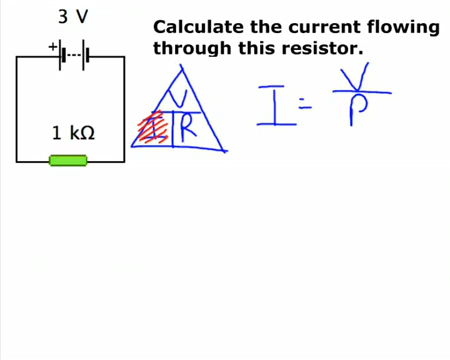 3 V
Calculate the current flowing
through this resistor.
+
V
I R
I = V
P
1 kΩ